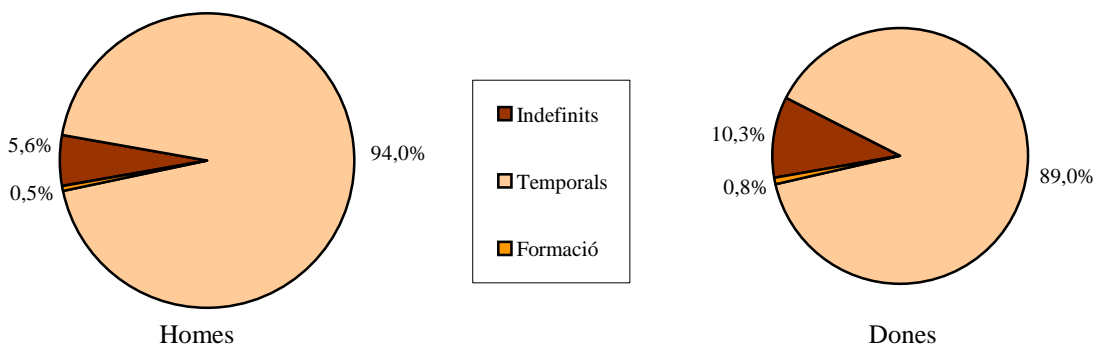 5,6%
0,5%
94,0%
Homes
Indefinits
Temporals
Formació
10,3%
0,8%
89,0%
Dones